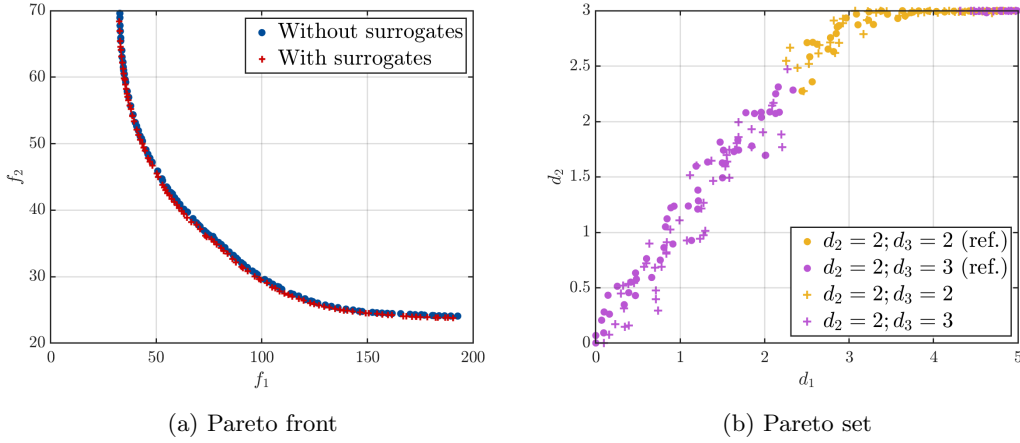 70
60
50
40
30
20
f₂
0
50
100
150
200
f₁
Without surrogates
With surrogates
(a) Pareto front
3
2.5
2
1.5
1
0.5
0
d₂
0
1
2
3
4
5
d₁
d₂ = 2; d₃ = 2 (ref.)
d₂ = 2; d₃ = 3 (ref.)
d₂ = 2; d₃ = 2
d₂ = 2; d₃ = 3
(b) Pareto set